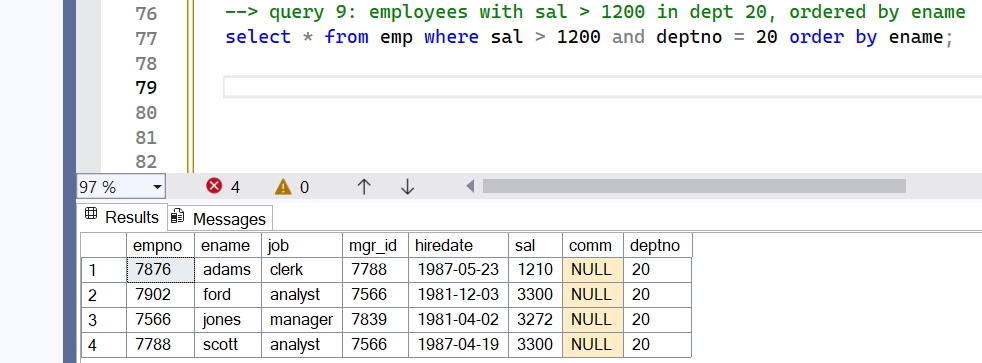 76 --> query 9: employees with sal > 1200 in dept 20, ordered by ename
77 select * from emp where sal > 1200 and deptno = 20 order by ename;
78
79
80
81
82
97 % 4 0
Results Messages
empno ename job mgr_id hiredate sal comm deptno
1 7876 adams clerk 7788 1987-05-23 1210 NULL 20
2 7902 ford analyst 7566 1981-12-03 3300 NULL 20
3 7566 jones manager 7839 1981-04-02 3272 NULL 20
4 7788 scott analyst 7566 1987-04-19 3300 NULL 20